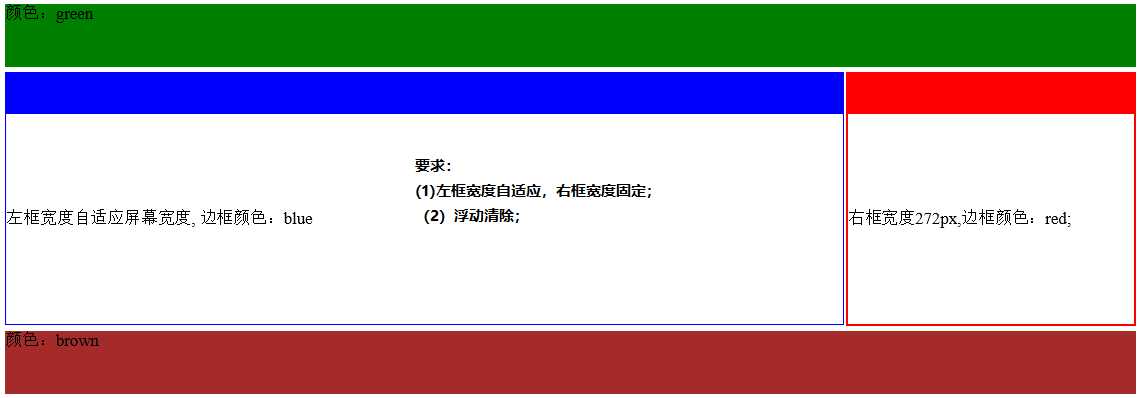 颜色：green
要求：
(1)左框宽度自适应，右框宽度固定；
（2）浮动清除；
左框宽度自适应屏幕宽度, 边框颜色：blue
右框宽度272px,边框颜色：red;
颜色：brown